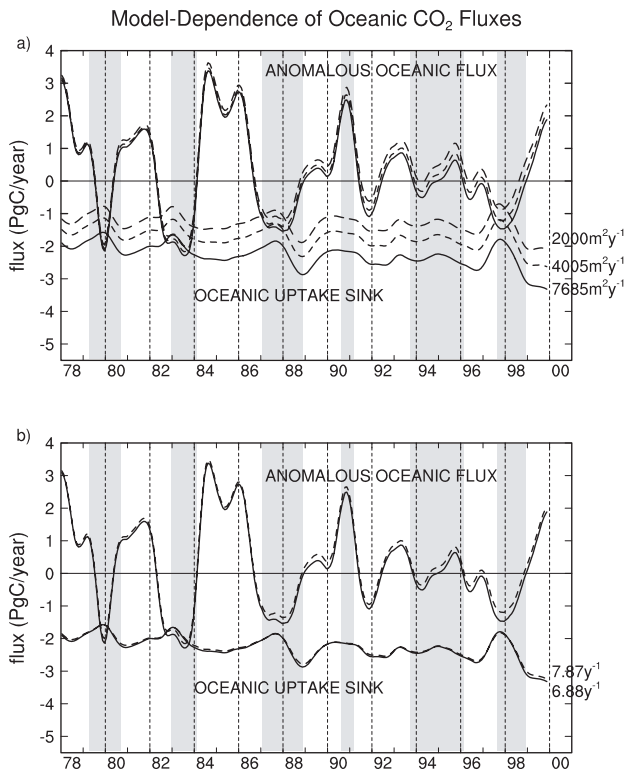 Model-Dependence of Oceanic CO₂ Fluxes
a)
4
3
2
1
0
-1
-2
-3
-4
-5
flux (PgC/year)
ANOMALOUS OCEANIC FLUX
OCEANIC UPTAKE SINK
2000m²y⁻¹
4005m²y⁻¹
7685m²y⁻¹
78 80 82 84 86 88 90 92 94 96 98 00
b)
4
3
2
1
0
-1
-2
-3
-4
-5
flux (PgC/year)
ANOMALOUS OCEANIC FLUX
OCEANIC UPTAKE SINK
7.87y⁻¹
6.88y⁻¹
78 80 82 84 86 88 90 92 94 96 98 00